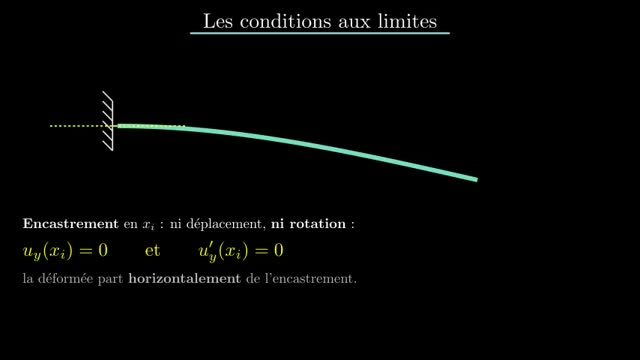 Les conditions aux limites
Encastrement en xᵢ : ni déplacement, ni rotation :
u_y(xᵢ) = 0 et u′_y(xᵢ) = 0
la déformée part horizontalement de l'encastrement.